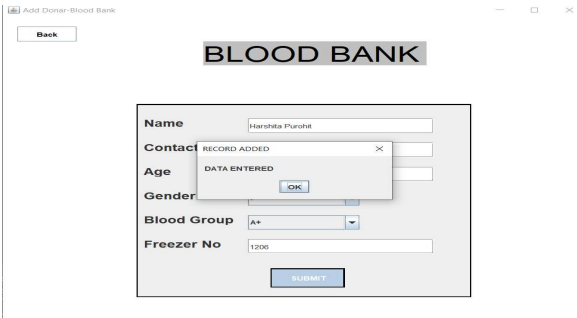 Add Donar-Blood Bank
Back
BLOOD BANK
Name Harshita Purohit
Contact
RECORD ADDED
Age
DATA ENTERED
OK
Gender
Blood Group A+
Freezer No 1206
SUBMIT